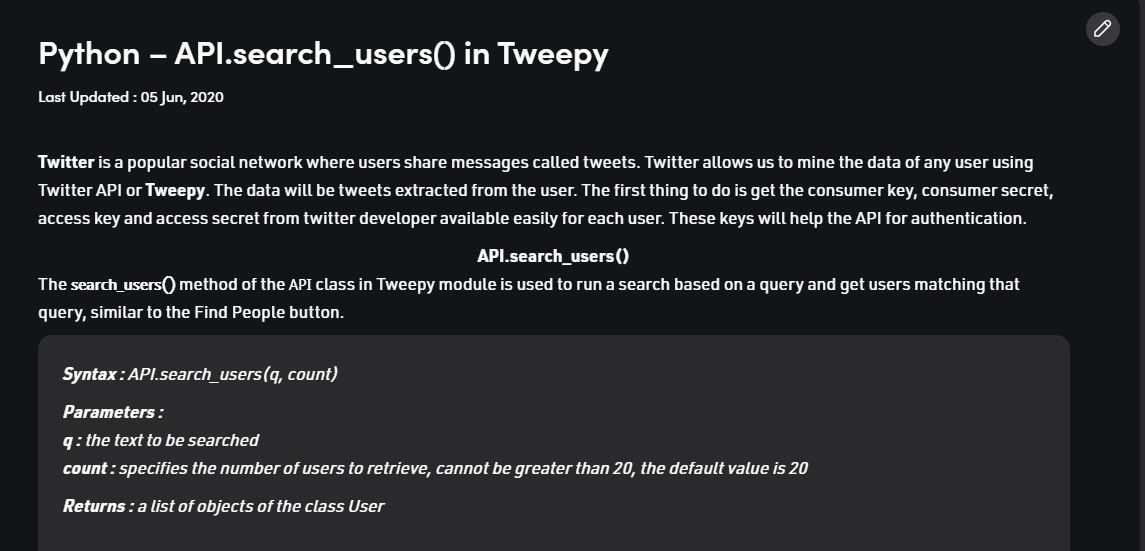 Python – API.search_users() in Tweepy
Last Updated : 05 Jun, 2020
Twitter is a popular social network where users share messages called tweets. Twitter allows us to mine the data of any user using
Twitter API or Tweepy. The data will be tweets extracted from the user. The first thing to do is get the consumer key, consumer secret,
access key and access secret from twitter developer available easily for each user. These keys will help the API for authentication.
API.search_users()
The search_users() method of the API class in Tweepy module is used to run a search based on a query and get users matching that
query, similar to the Find People button.
Syntax : API.search_users(q, count)
Parameters :
q : the text to be searched
count : specifies the number of users to retrieve, cannot be greater than 20, the default value is 20
Returns : a list of objects of the class User